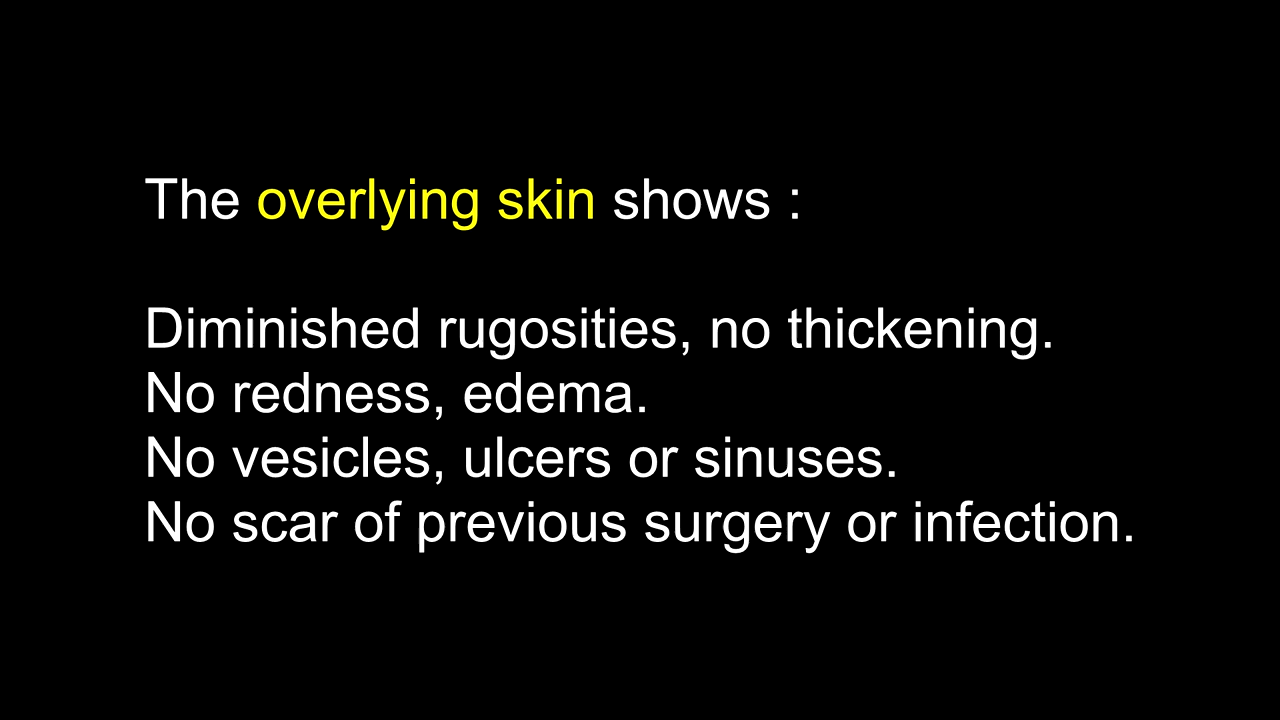 The overlying skin shows :
Diminished rugosities, no thickening.
No redness, edema.
No vesicles, ulcers or sinuses.
No scar of previous surgery or infection.